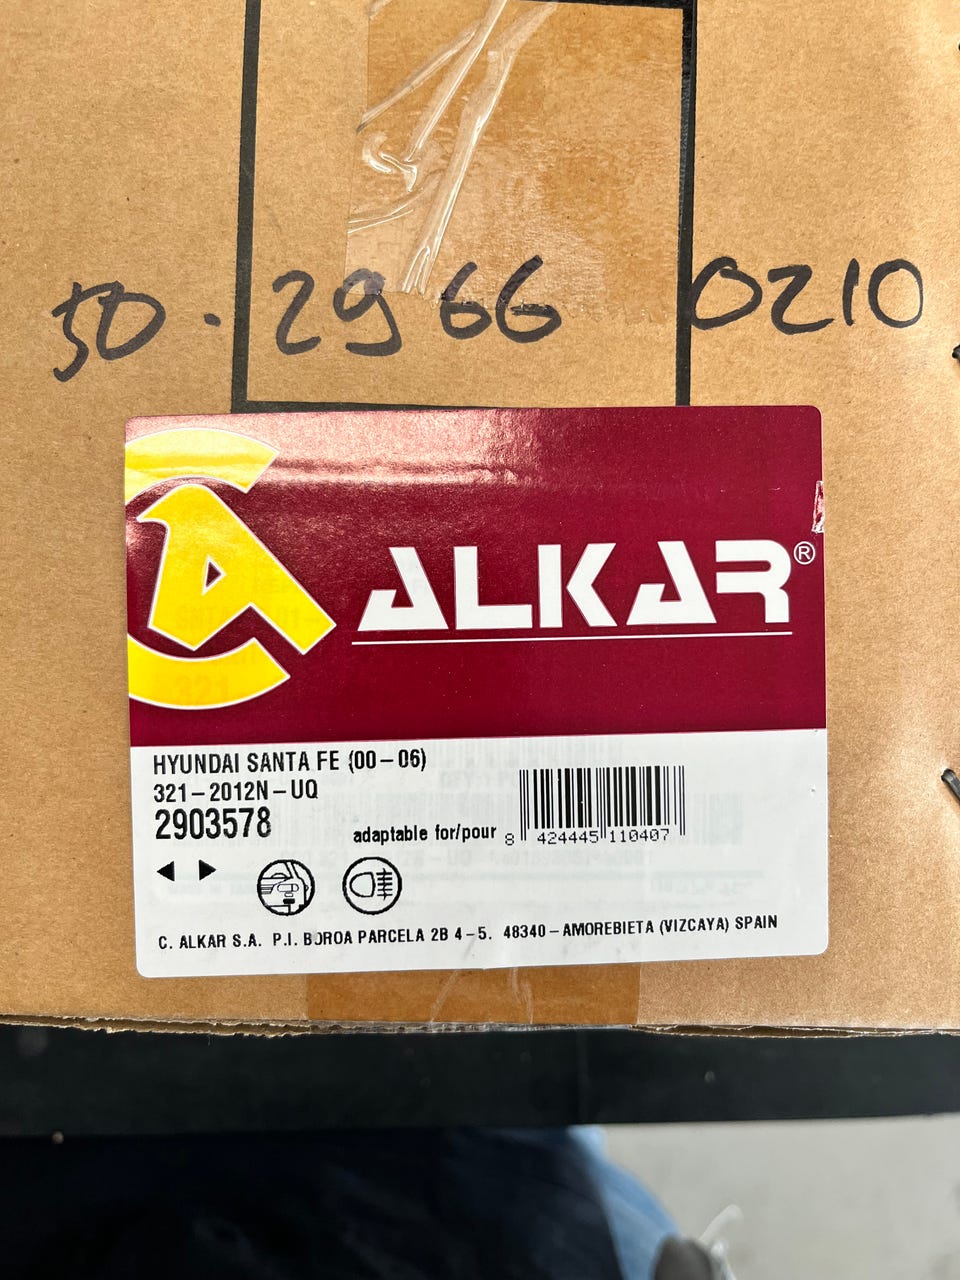 50.2966 0210
ALKAR®
HYUNDAI SANTA FE (00-06)
321-2012N-UQ
2903578
adaptable for/pour
8 424445 110407
C. ALKAR S.A. P.I. BOROA PARCELA 2B 4-5. 48340-AMOREBIETA (VIZCAYA) SPAIN